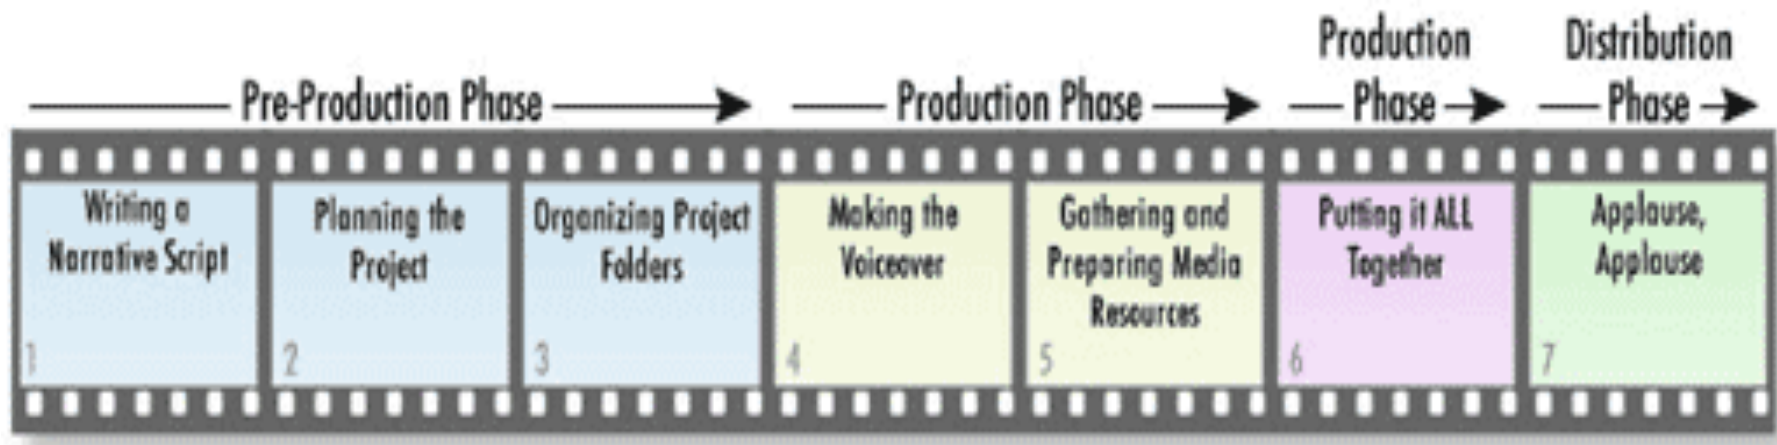 Pre-Production Phase
Production Phase
Production
Phase
Distribution
Phase
Writing a
Narrative Script
1
Planning the
Project
2
Organizing Project
Folders
3
Making the
Voiceover
4
Gathering and
Preparing Media
Resources
5
Putting it ALL
Together
6
Applause,
Applause
7